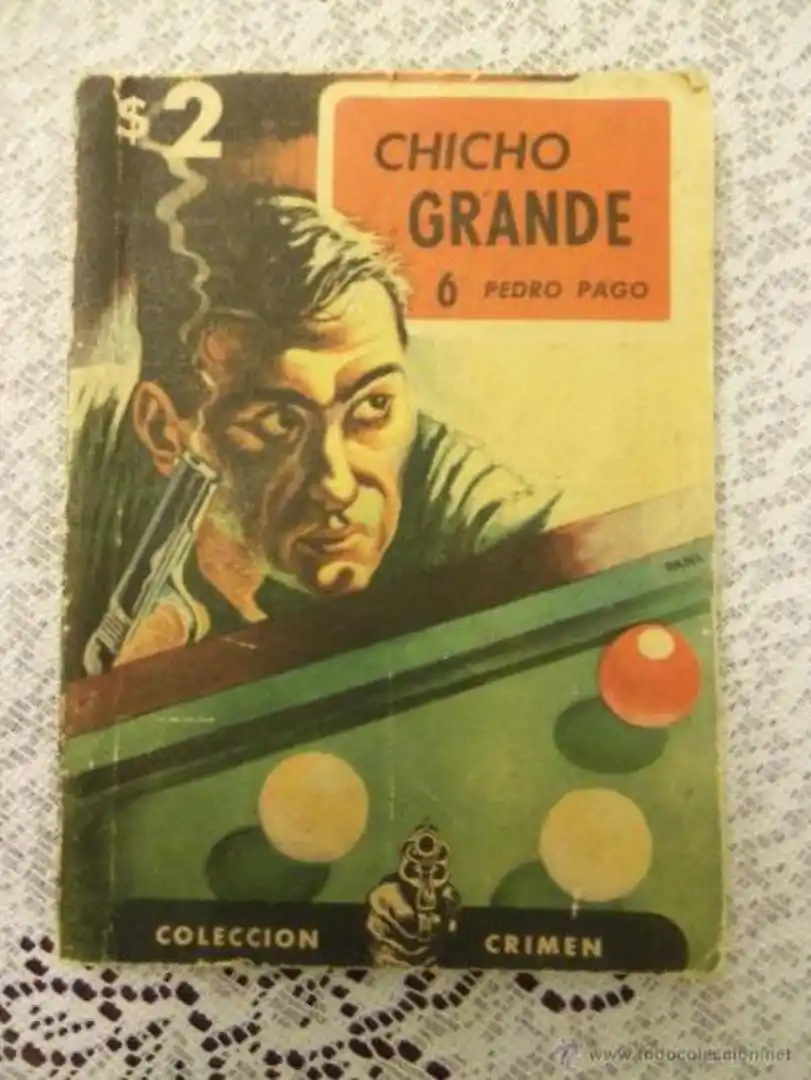 $2
CHICHO
GRANDE
6 PEDRO PAGO
COLECCION CRIMEN
www.todocoleccion.net